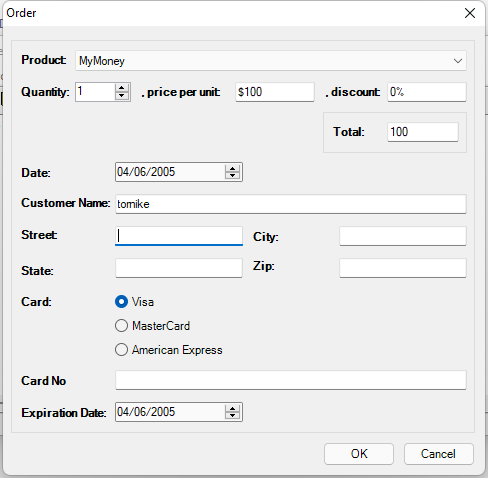 Order
Product: MyMoney
Quantity: 1 , price per unit: $100 , discount: 0%
Total: 100
Date: 04/06/2005
Customer Name: tornike
Street: City:
State: Zip:
Card: Visa
MasterCard
American Express
Card No
Expiration Date: 04/06/2005
OK Cancel